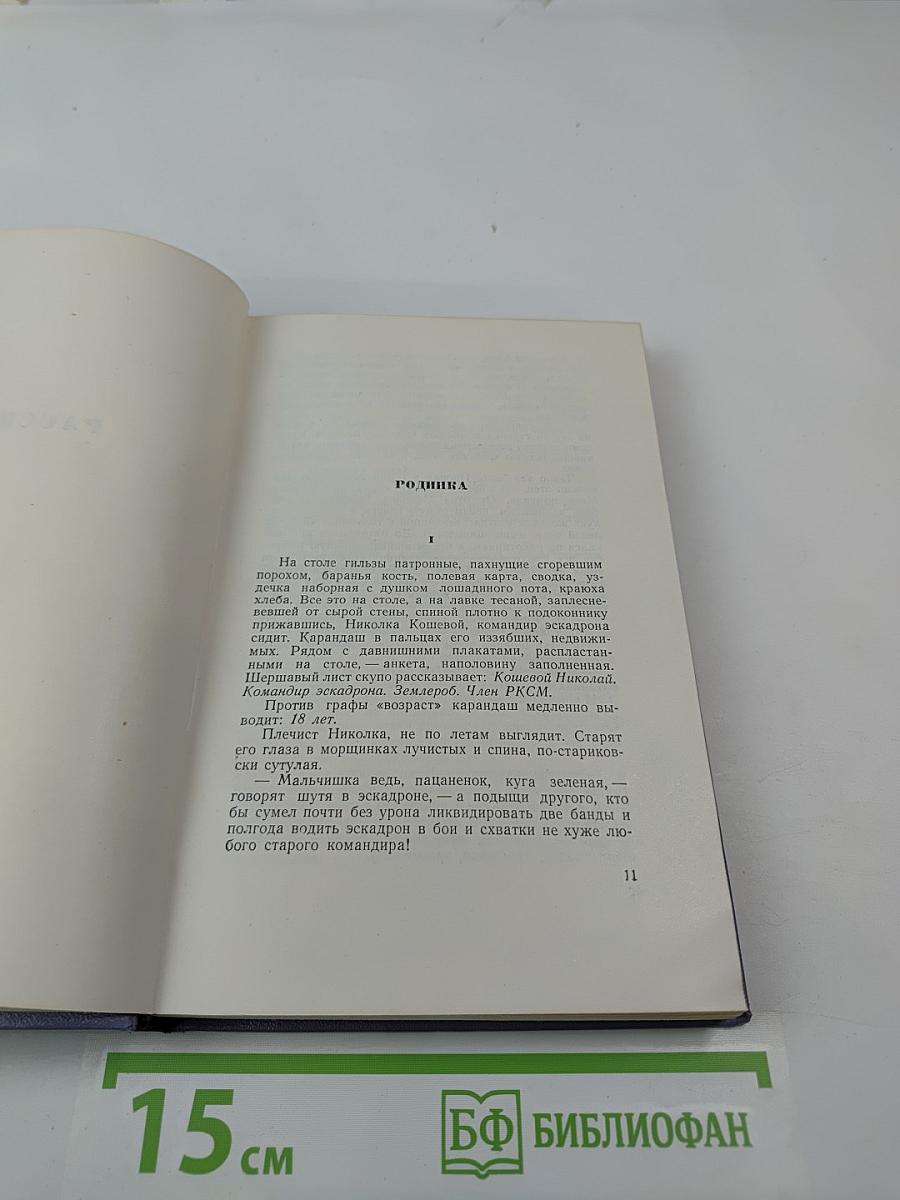 РОДИНКА
I
На столе гильзы патронные, пахнущие сгоревшим
порохом, баранья кость, полевая карта, сводка, уз-
дечка наборная с душком лошадиного пота, краюха
хлеба. Все это на столе, а на лавке тесаной, заплесне-
вевшей от сырой стены, спиной плотно к подоконнику
прижавшись, Николка Кошевой, командир эскадрона
сидит. Карандаш в пальцах его иззябших, недвижи-
мых. Рядом с давнишними плакатами, распластан-
ными на столе, — анкета, наполовину заполненная.
Шершавый лист скупо рассказывает: Кошевой Николай.
Командир эскадрона. Землероб. Член РКСМ.
Против графы «возраст» карандаш медленно вы-
водит: 18 лет.
Плечист Николка, не по летам выглядит. Старят
его глаза в морщинках лучистых и спина, по-стариков-
ски сутулая.
— Мальчишка ведь, пацаненок, куга зеленая, —
говорят шутя в эскадроне, — а подыщи другого, кто
бы сумел почти без урона ликвидировать две банды и
полгода водить эскадрон в бои и схватки не хуже лю-
бого старого командира!
11
15 см
БФ БИБЛИОФАН